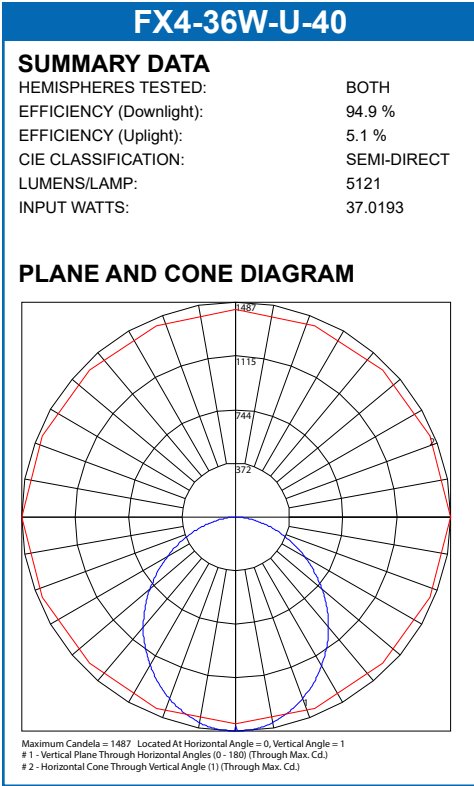 FX4-36W-U-40
SUMMARY DATA
HEMISPHERES TESTED: BOTH
EFFICIENCY (Downlight): 94.9 %
EFFICIENCY (Uplight): 5.1 %
CIE CLASSIFICATION: SEMI-DIRECT
LUMENS/LAMP: 5121
INPUT WATTS: 37.0193
PLANE AND CONE DIAGRAM
1487
1115
744
372
1
Maximum Candela = 1487 Located At Horizontal Angle = 0, Vertical Angle = 1
# 1 - Vertical Plane Through Horizontal Angles (0 - 180) (Through Max. Cd.)
# 2 - Horizontal Cone Through Vertical Angle (1) (Through Max. Cd.)